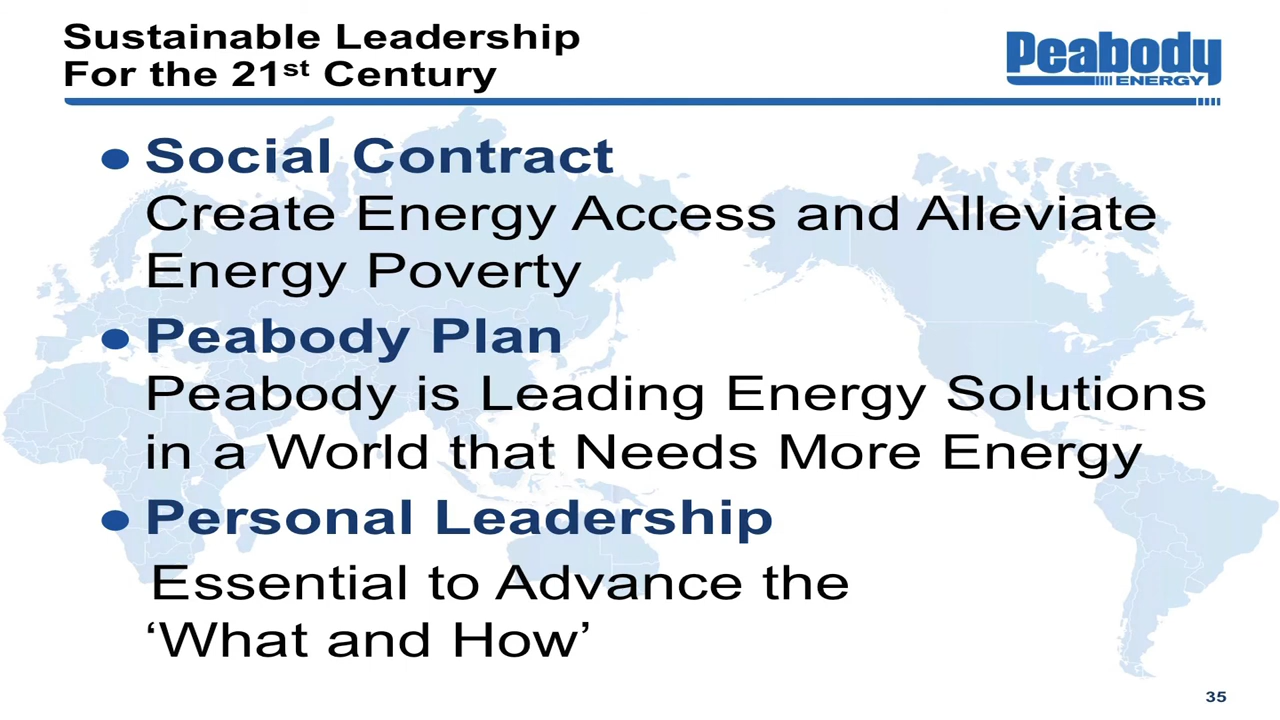 Sustainable Leadership
For the 21st Century
Peabody
ENERGY
● Social Contract
Create Energy Access and Alleviate
Energy Poverty
● Peabody Plan
Peabody is Leading Energy Solutions
in a World that Needs More Energy
● Personal Leadership
Essential to Advance the
‘What and How’
35